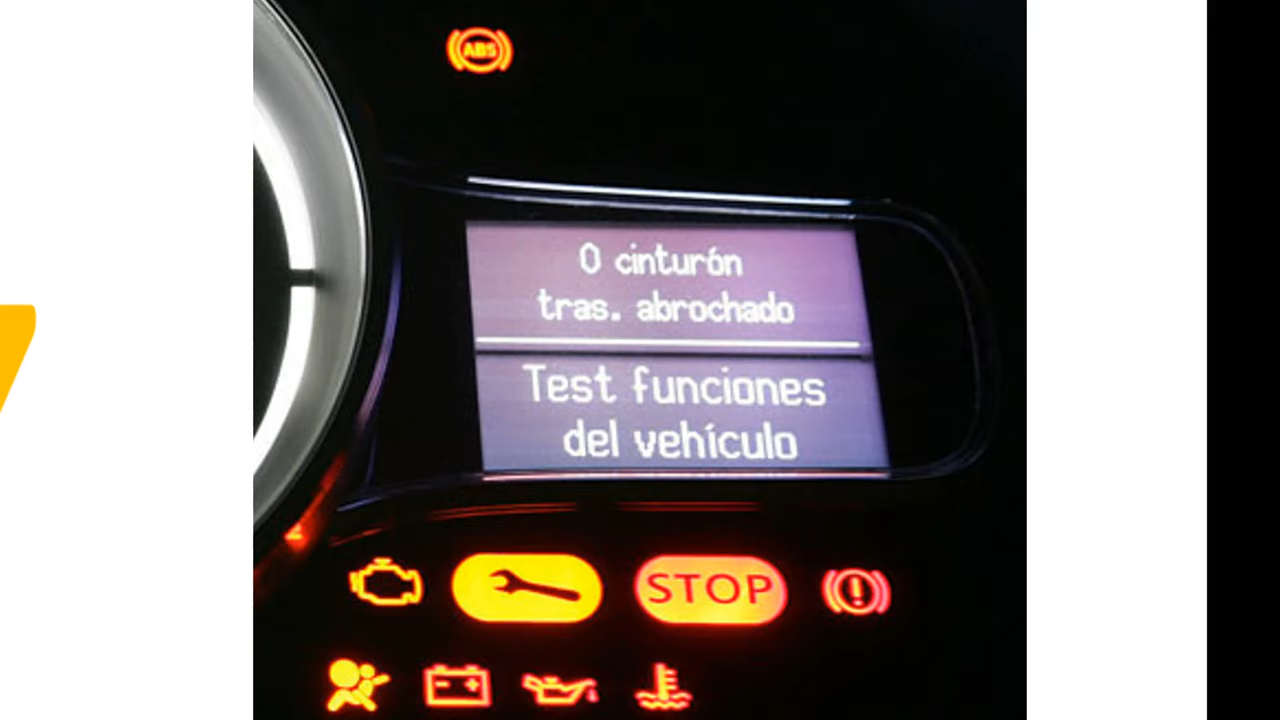 ABS
0 cinturón
tras. abrochado
Test funciones
del vehículo
STOP